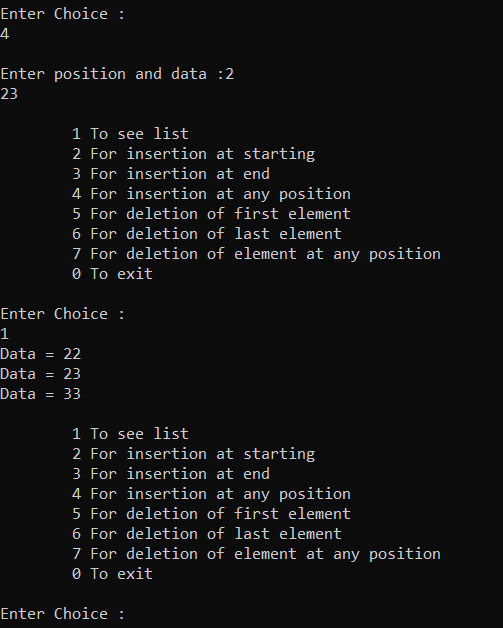 Enter Choice :
4
Enter position and data :2
23
1 To see list
2 For insertion at starting
3 For insertion at end
4 For insertion at any position
5 For deletion of first element
6 For deletion of last element
7 For deletion of element at any position
0 To exit
Enter Choice :
1
Data = 22
Data = 23
Data = 33
1 To see list
2 For insertion at starting
3 For insertion at end
4 For insertion at any position
5 For deletion of first element
6 For deletion of last element
7 For deletion of element at any position
0 To exit
Enter Choice :